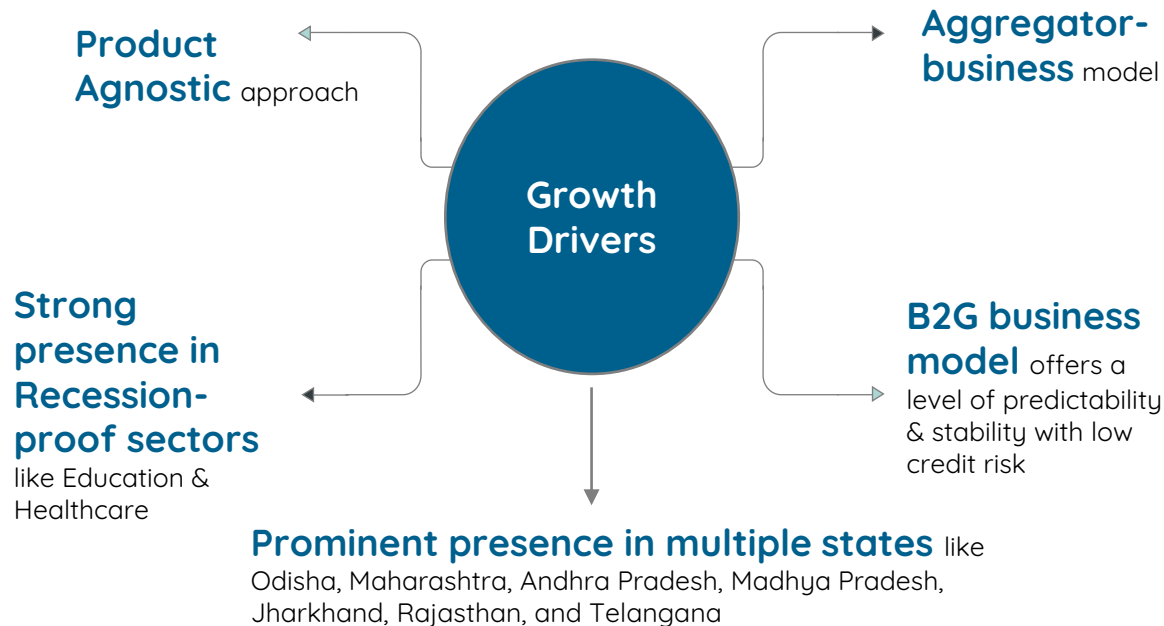 Product
Agnostic approach
Aggregator-
business model
Growth
Drivers
Strong
presence in
Recession-
proof sectors
like Education &
Healthcare
B2G business
model offers a
level of predictability
& stability with low
credit risk
Prominent presence in multiple states like
Odisha, Maharashtra, Andhra Pradesh, Madhya Pradesh,
Jharkhand, Rajasthan, and Telangana